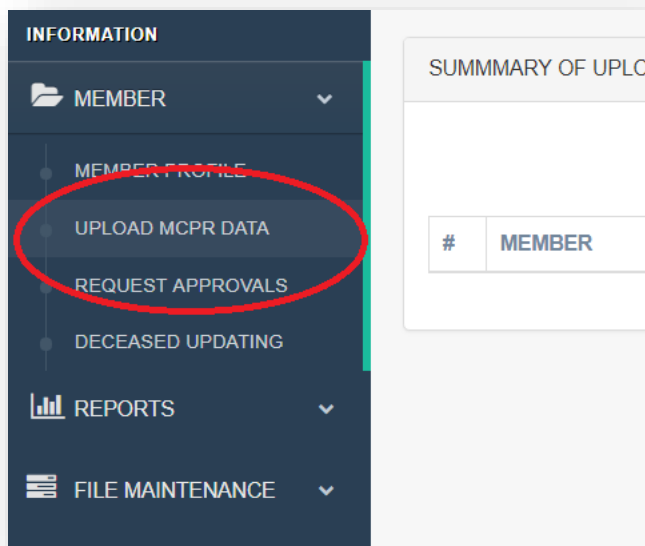 INFORMATION
MEMBER
MEMBER PROFILE
UPLOAD MCPR DATA
REQUEST APPROVALS
DECEASED UPDATING
REPORTS
FILE MAINTENANCE
SUMMMARY OF UPLO
# MEMBER